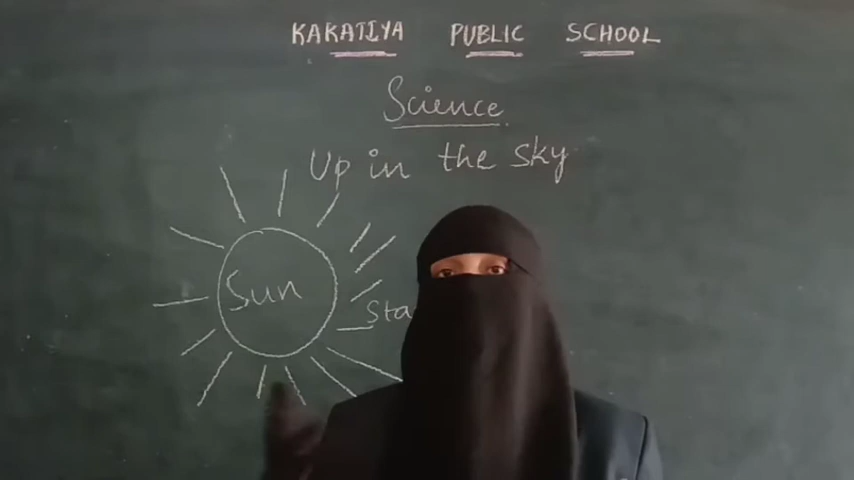 KAKATIYA PUBLIC SCHOOL
Science
Up in the sky
Sun